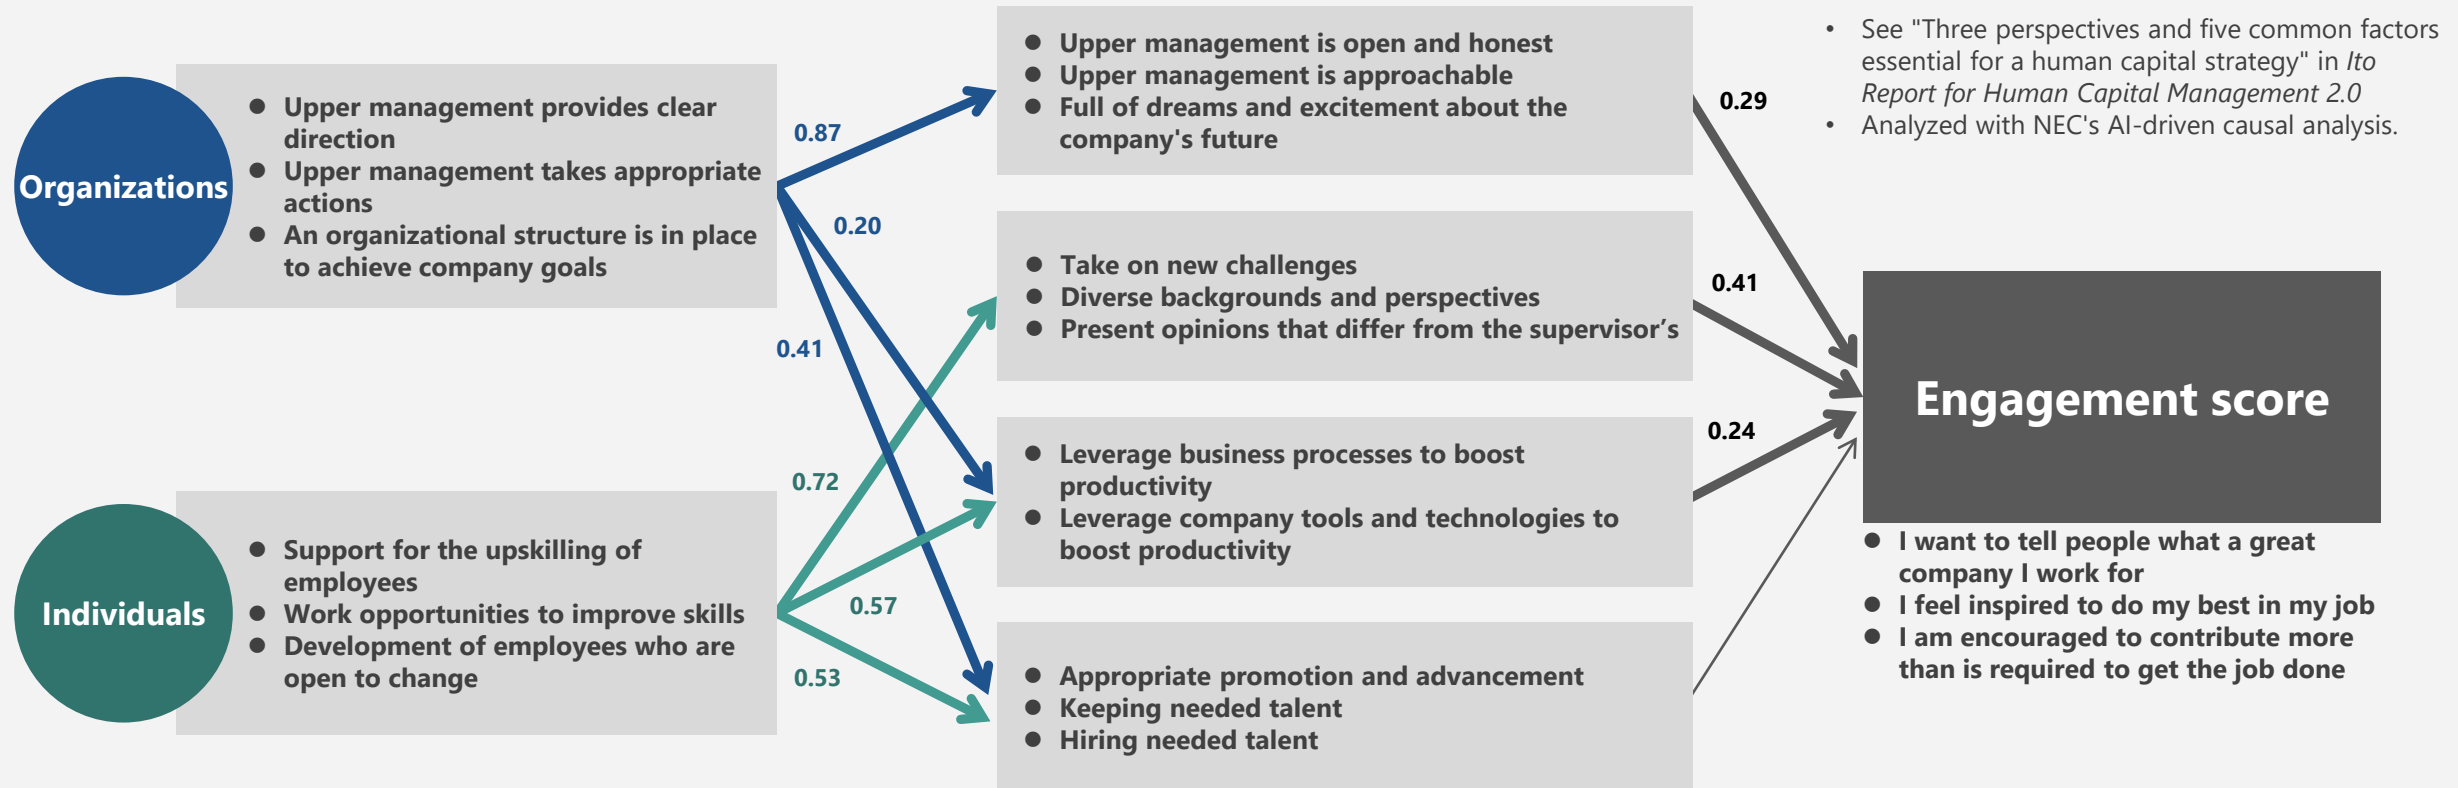 Organizations
● Upper management provides clear
direction
● Upper management takes appropriate
actions
● An organizational structure is in place
to achieve company goals
Individuals
● Support for the upskilling of
employees
● Work opportunities to improve skills
● Development of employees who are
open to change
0.87
0.20
0.41
0.72
0.57
0.53
● Upper management is open and honest
● Upper management is approachable
● Full of dreams and excitement about the
company's future
● Take on new challenges
● Diverse backgrounds and perspectives
● Present opinions that differ from the supervisor’s
● Leverage business processes to boost
productivity
● Leverage company tools and technologies to
boost productivity
● Appropriate promotion and advancement
● Keeping needed talent
● Hiring needed talent
0.29
0.41
0.24
• See "Three perspectives and five common factors
essential for a human capital strategy" in Ito
Report for Human Capital Management 2.0
• Analyzed with NEC's AI-driven causal analysis.
Engagement score
● I want to tell people what a great
company I work for
● I feel inspired to do my best in my job
● I am encouraged to contribute more
than is required to get the job done